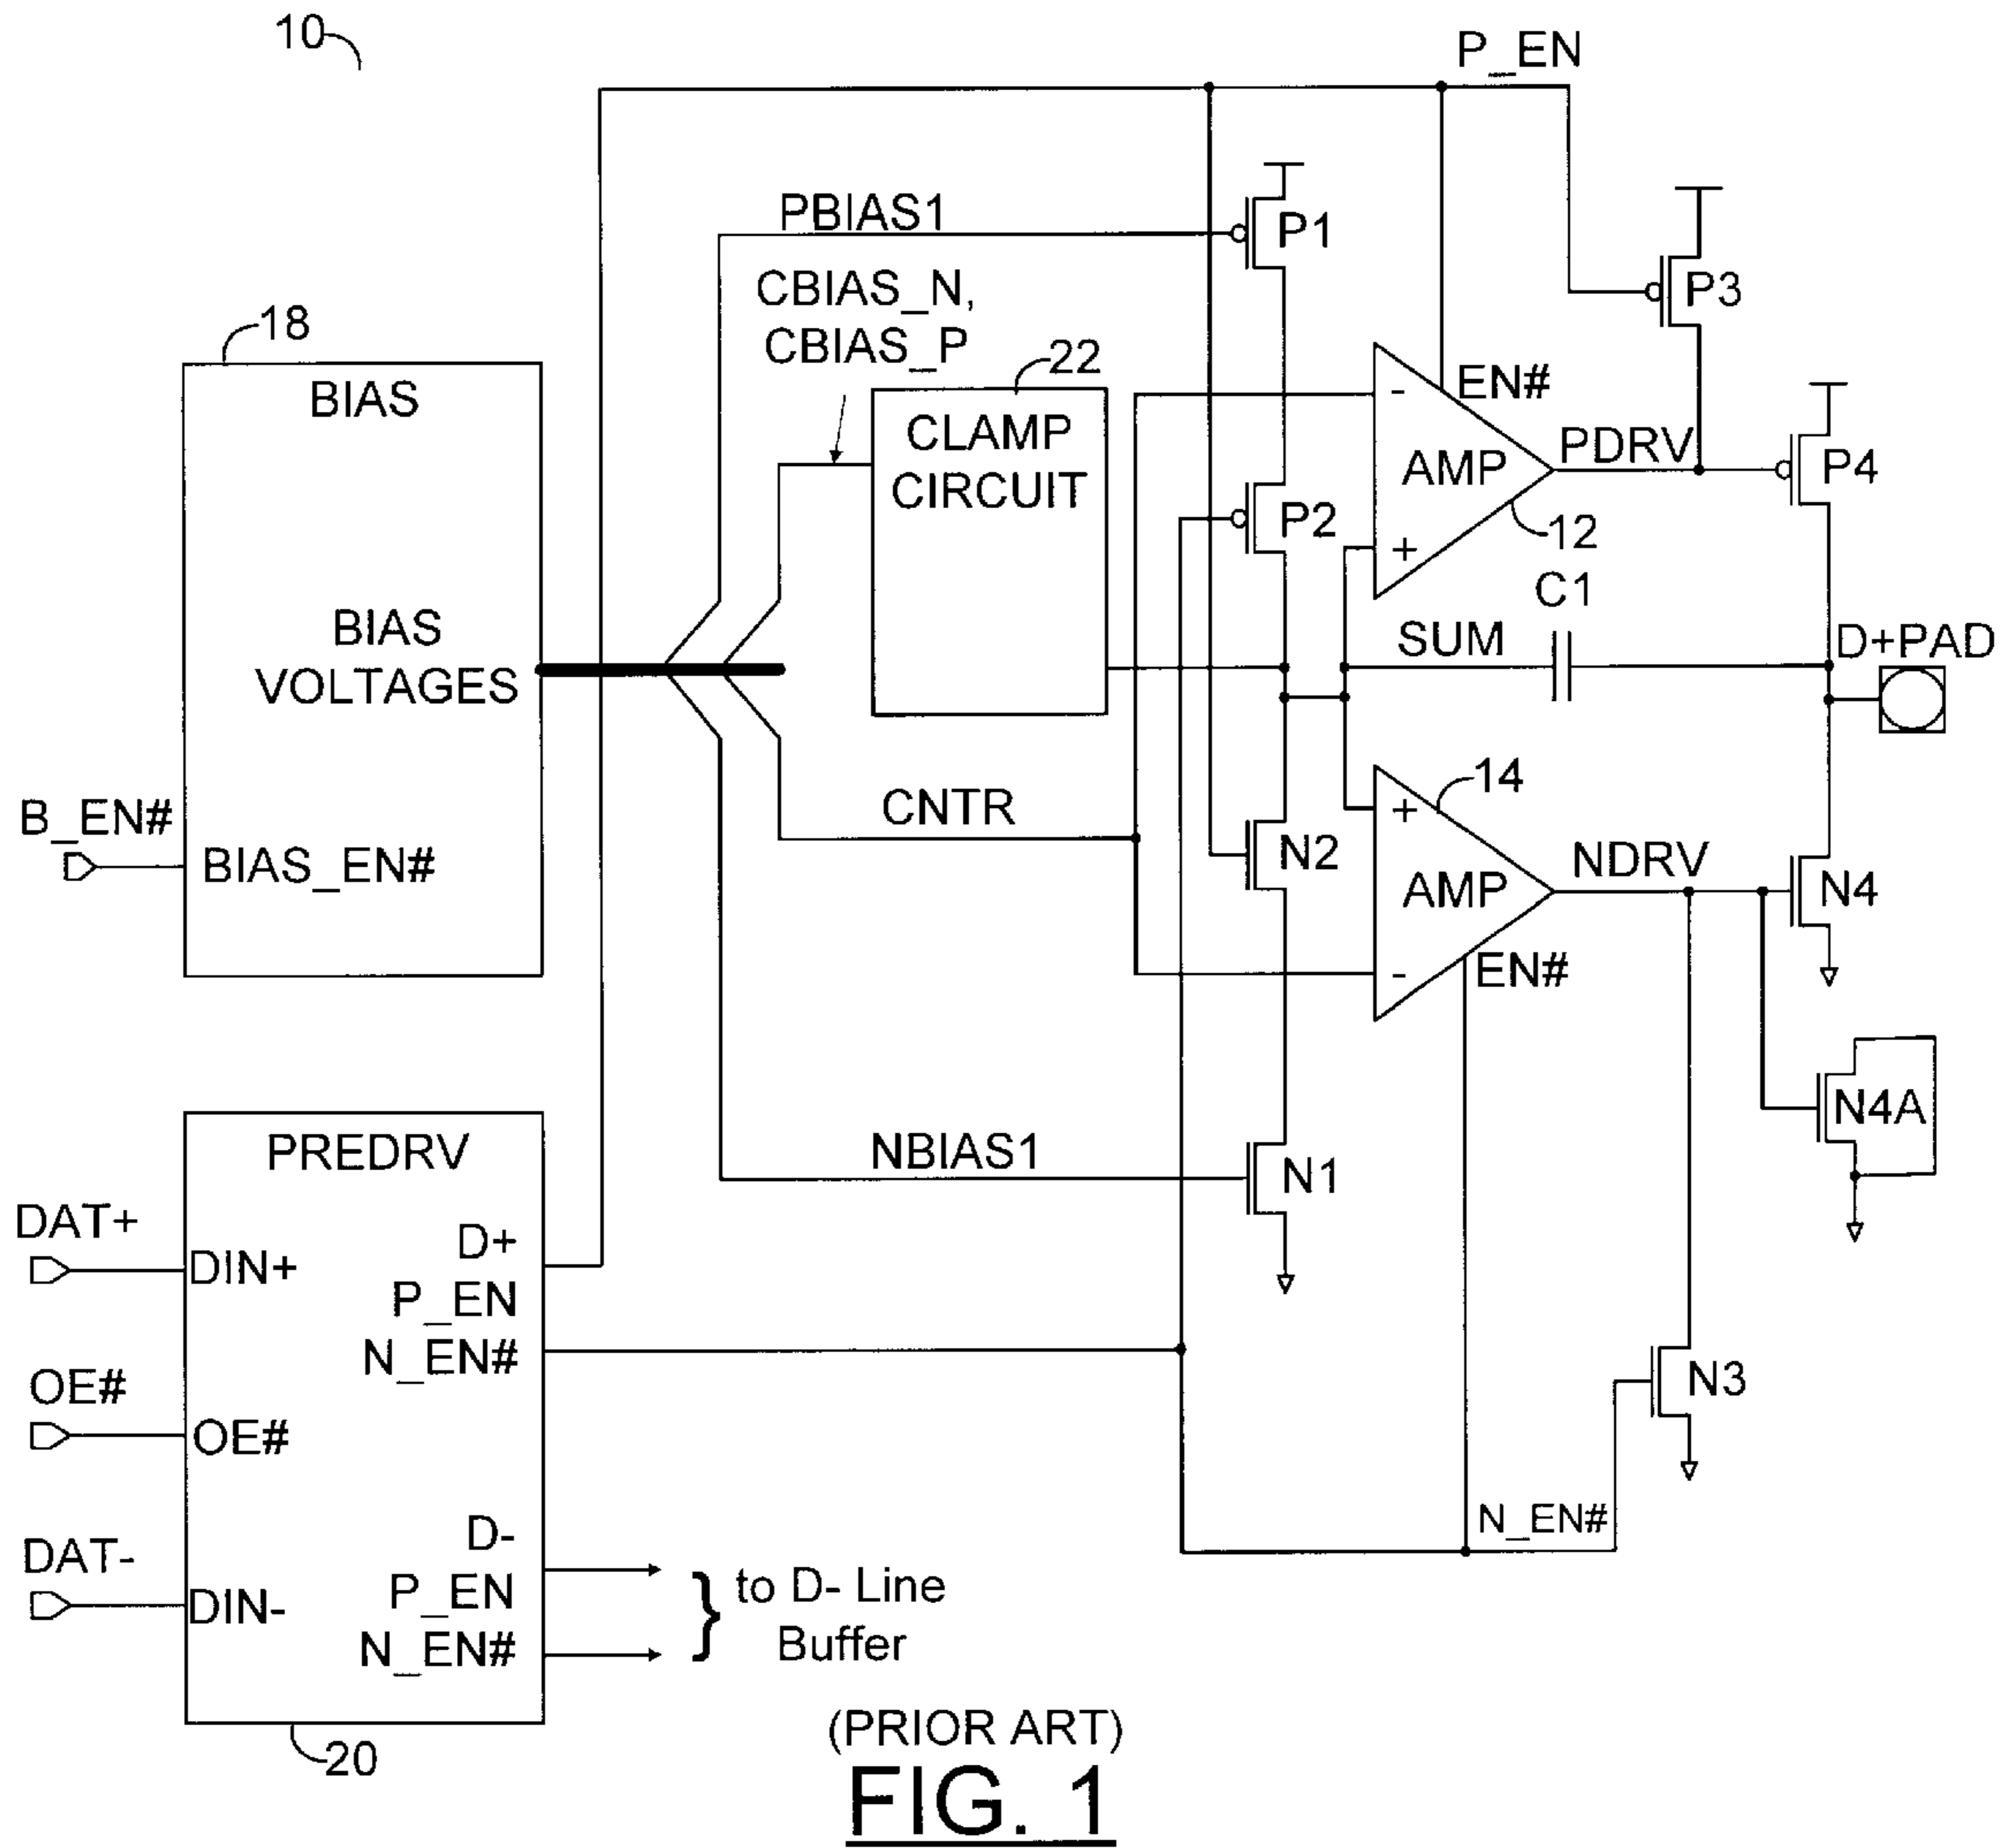 10
P_EN
PBIAS1
P1
CBIAS_N,
CBIAS_P
P3
18
22
BIAS
CLAMP
CIRCUIT
-
EN#
AMP
PDRV
P4
P2
+
12
C1
BIAS
VOLTAGES
SUM
D+PAD
14
B_EN#
BIAS_EN#
CNTR
+
N2
NDRV
AMP
N4
-
EN#
N4A
PREDRV
NBIAS1
N1
DAT+
DIN+
D+
P_EN
N_EN#
OE#
OE#
N3
N_EN#
DAT-
DIN-
D-
P_EN
N_EN#
} to D- Line
Buffer
20
(PRIOR ART)
FIG. 1